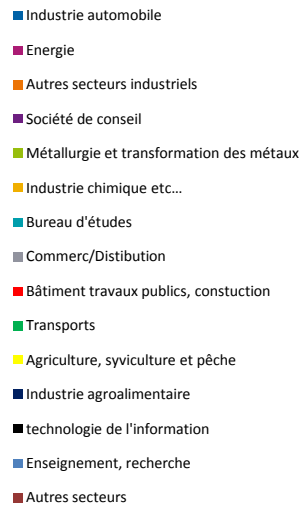 Industrie automobile
Energie
Autres secteurs industriels
Société de conseil
Métallurgie et transformation des métaux
Industrie chimique etc…
Bureau d'études
Commerc/Distibution
Bâtiment travaux publics, constuction
Transports
Agriculture, syviculture et pêche
Industrie agroalimentaire
technologie de l'information
Enseignement, recherche
Autres secteurs